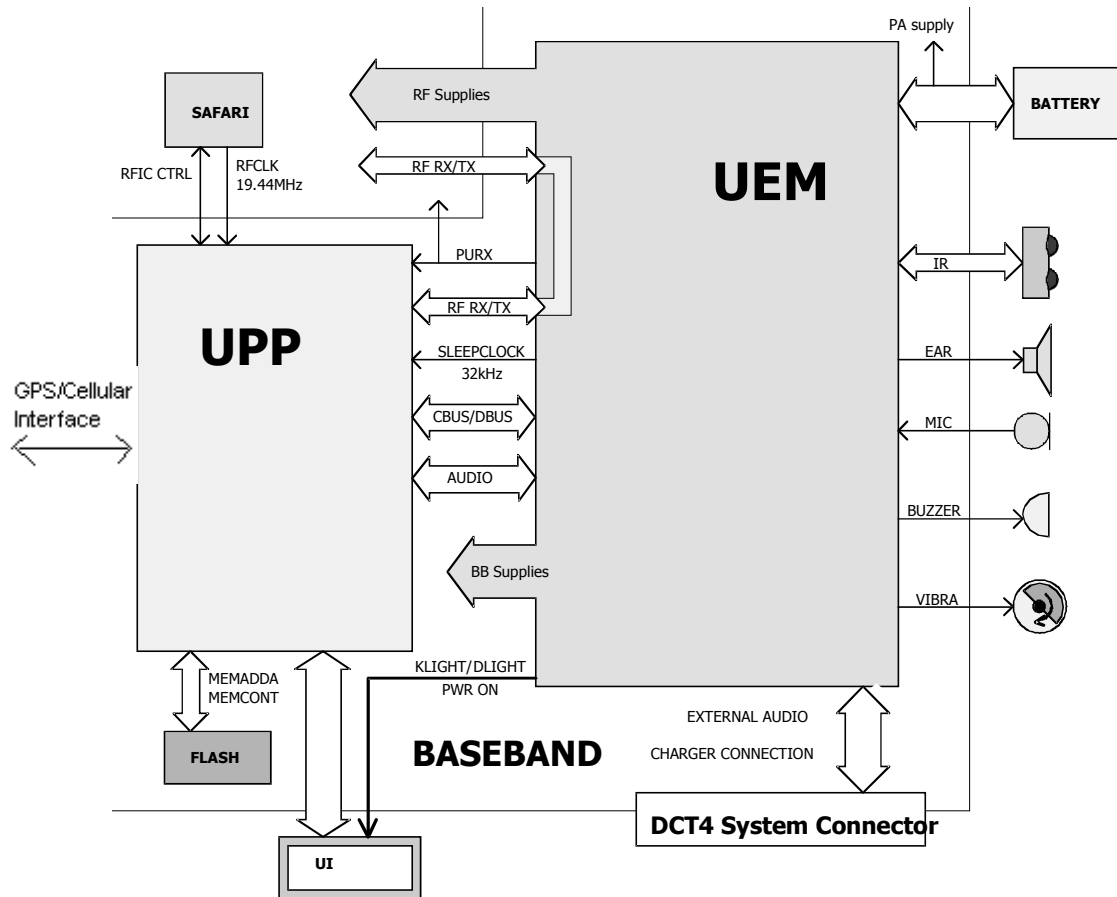 PA supply
RF Supplies
BATTERY
SAFARI
RFIC CTRL
RFCLK
19.44MHz
RF RX/TX
UEM
PURX
IR
RF RX/TX
UPP
SLEEPCLOCK
32kHz
EAR
GPS/Cellular
Interface
CBUS/DBUS
MIC
AUDIO
BUZZER
BB Supplies
VIBRA
KLIGHT/DLIGHT
PWR ON
MEMADDA
MEMCONT
EXTERNAL AUDIO
CHARGER CONNECTION
FLASH
BASEBAND
DCT4 System Connector
UI